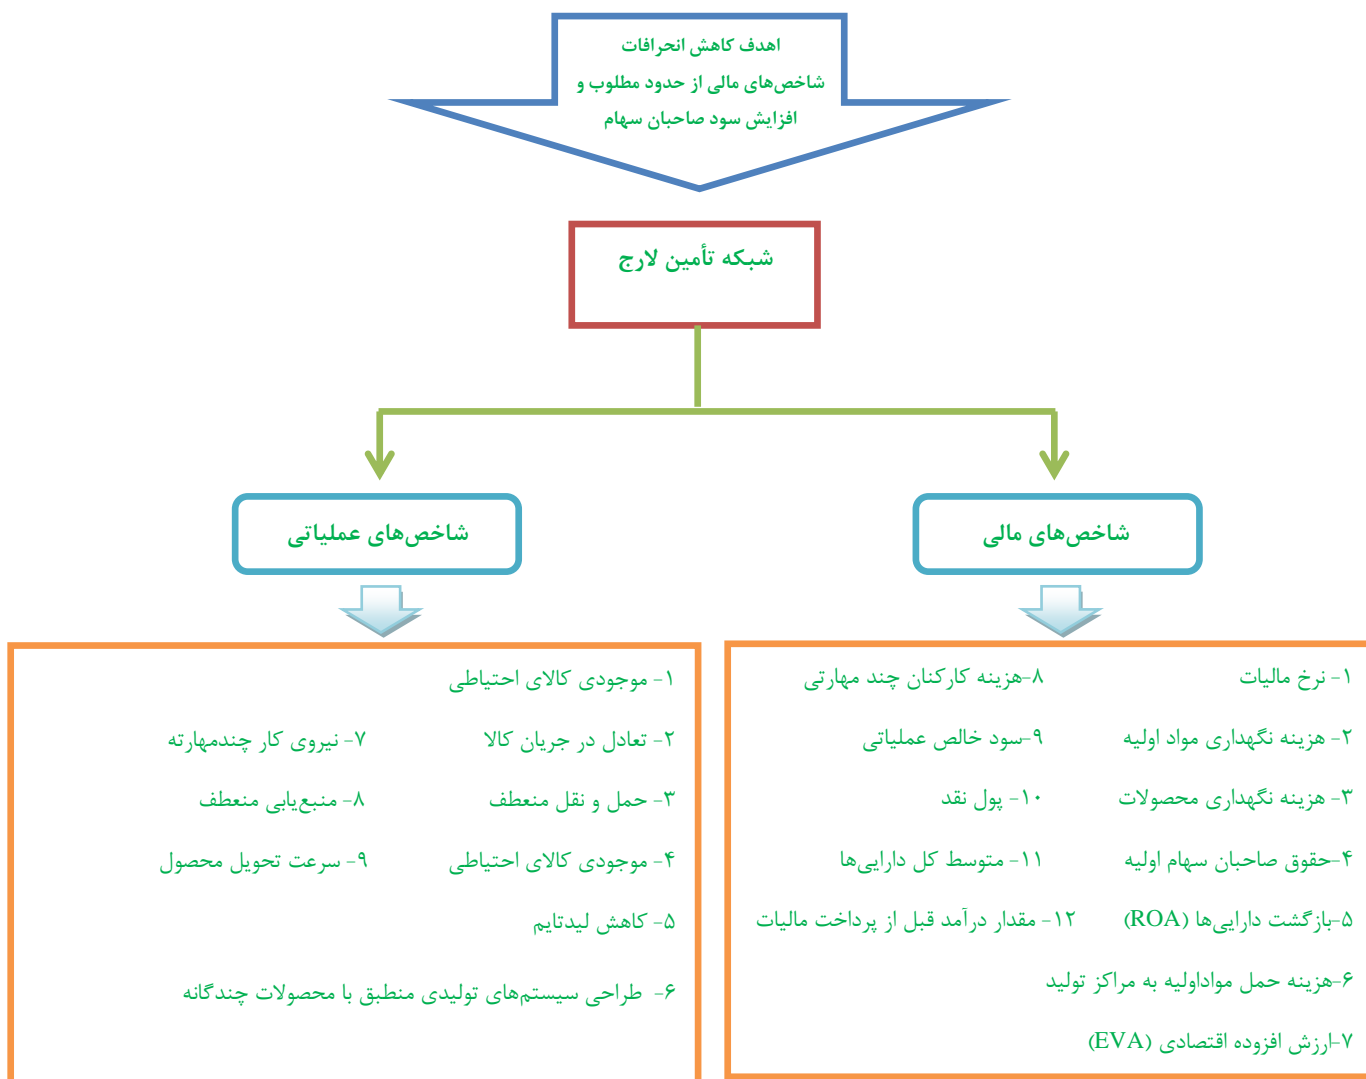 اهدف کاهش انحرافات
شاخص‌های مالی از حدود مطلوب و
افزایش سود صاحبان سهام
شبکه تأمین لارج
شاخص‌های مالی
شاخص‌های عملیاتی
۱- نرخ مالیات
۲- هزینه نگهداری مواد اولیه
۳- هزینه نگهداری محصولات
۴-حقوق صاحبان سهام اولیه
۵-بازگشت دارایی‌ها (ROA)
۶-هزینه حمل مواداولیه به مراکز تولید
۷-ارزش افزوده اقتصادی (EVA)
۸-هزینه کارکنان چند مهارتی
۹-سود خالص عملیاتی
۱۰- پول نقد
۱۱- متوسط کل دارایی‌ها
۱۲- مقدار درآمد قبل از پرداخت مالیات
۱- موجودی کالای احتیاطی
۲- تعادل در جریان کالا
۳- حمل و نقل منعطف
۴- موجودی کالای احتیاطی
۵- کاهش لیدتایم
۶- طراحی سیستم‌های تولیدی منطبق با محصولات چندگانه
۷- نیروی کار چندمهارته
۸- منبع‌یابی منعطف
۹- سرعت تحویل محصول